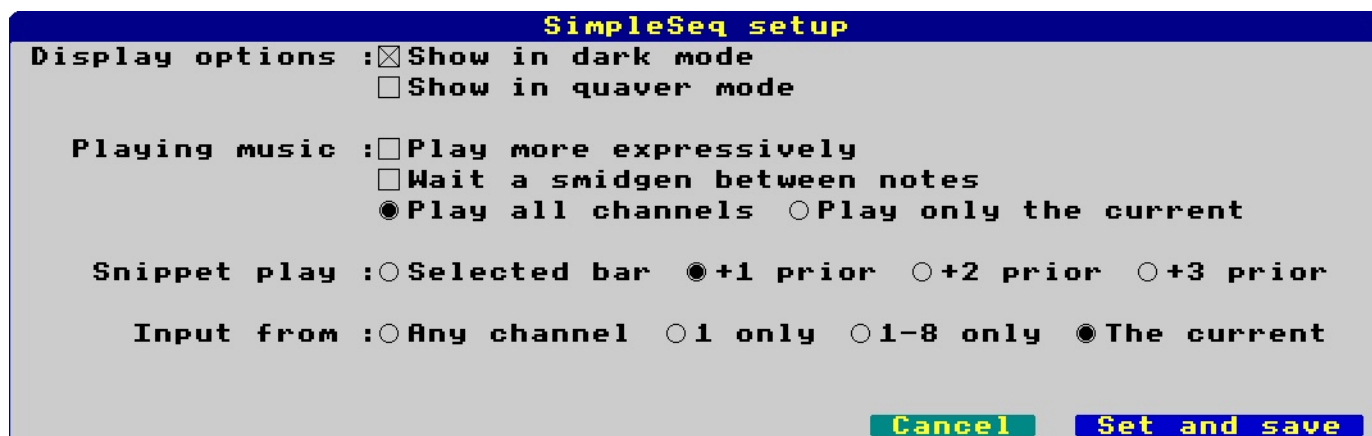 SimpleSeq setup
Display options :☒Show in dark mode
☐Show in quaver mode
Playing music :☐Play more expressively
☐Wait a smidgen between notes
◉Play all channels ○Play only the current
Snippet play :○Selected bar ◉+1 prior ○+2 prior ○+3 prior
Input from :○Any channel ○1 only ○1-8 only ◉The current
Cancel Set and save